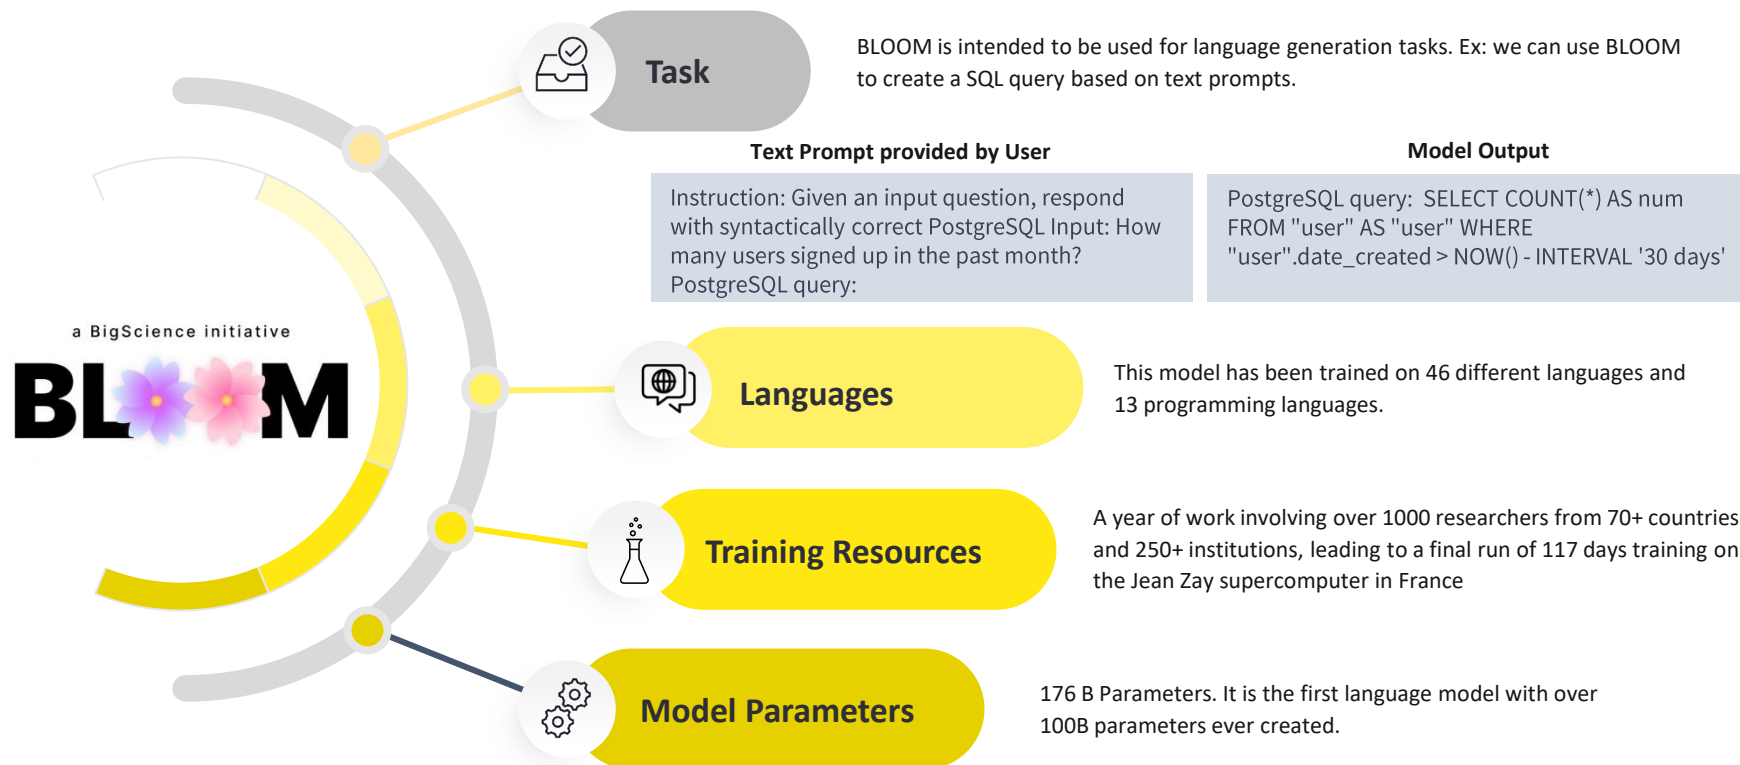 Task
BLOOM is intended to be used for language generation tasks. Ex: we can use BLOOM
to create a SQL query based on text prompts.
Text Prompt provided by User
Instruction: Given an input question, respond
with syntactically correct PostgreSQL Input: How
many users signed up in the past month?
PostgreSQL query:
Model Output
PostgreSQL query:  SELECT COUNT(*) AS num
FROM "user" AS "user" WHERE
"user".date_created > NOW() - INTERVAL '30 days'
a BigScience initiative
BLOOM
Languages
This model has been trained on 46 different languages and
13 programming languages.
Training Resources
A year of work involving over 1000 researchers from 70+ countries
and 250+ institutions, leading to a final run of 117 days training on
the Jean Zay supercomputer in France
Model Parameters
176 B Parameters. It is the first language model with over
100B parameters ever created.